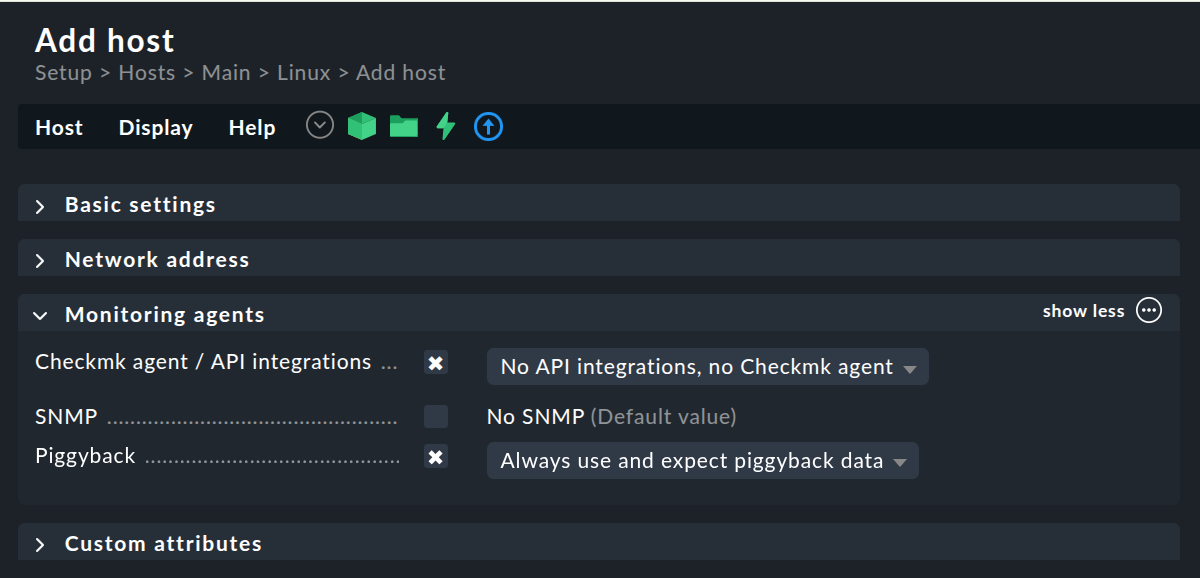 Add host
Setup > Hosts > Main > Linux > Add host
Host Display Help
Basic settings
Network address
Monitoring agents show less
Checkmk agent / API integrations ... No API integrations, no Checkmk agent
SNMP .................................................. No SNMP (Default value)
Piggyback ............................................ Always use and expect piggyback data
Custom attributes